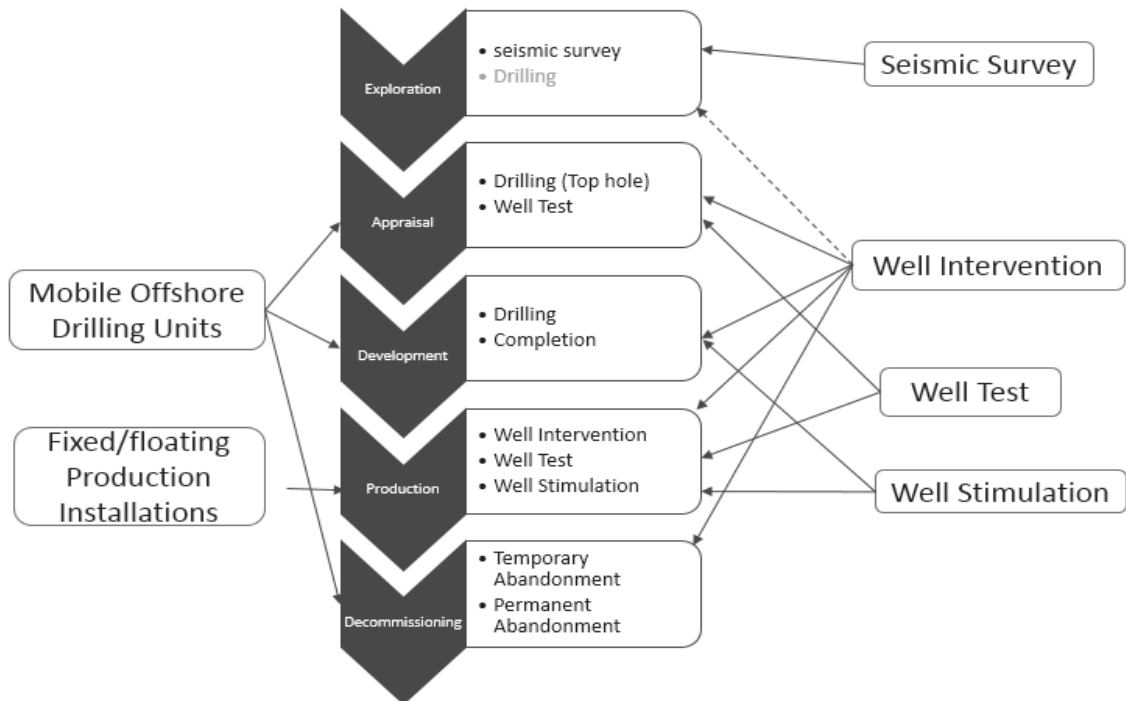 Exploration
• seismic survey
• Drilling
Appraisal
• Drilling (Top hole)
• Well Test
Development
• Drilling
• Completion
Production
• Well Intervention
• Well Test
• Well Stimulation
Decommissioning
• Temporary
Abandonment
• Permanent
Abandonment
Mobile Offshore
Drilling Units
Fixed/floating
Production
Installations
Seismic Survey
Well Intervention
Well Test
Well Stimulation